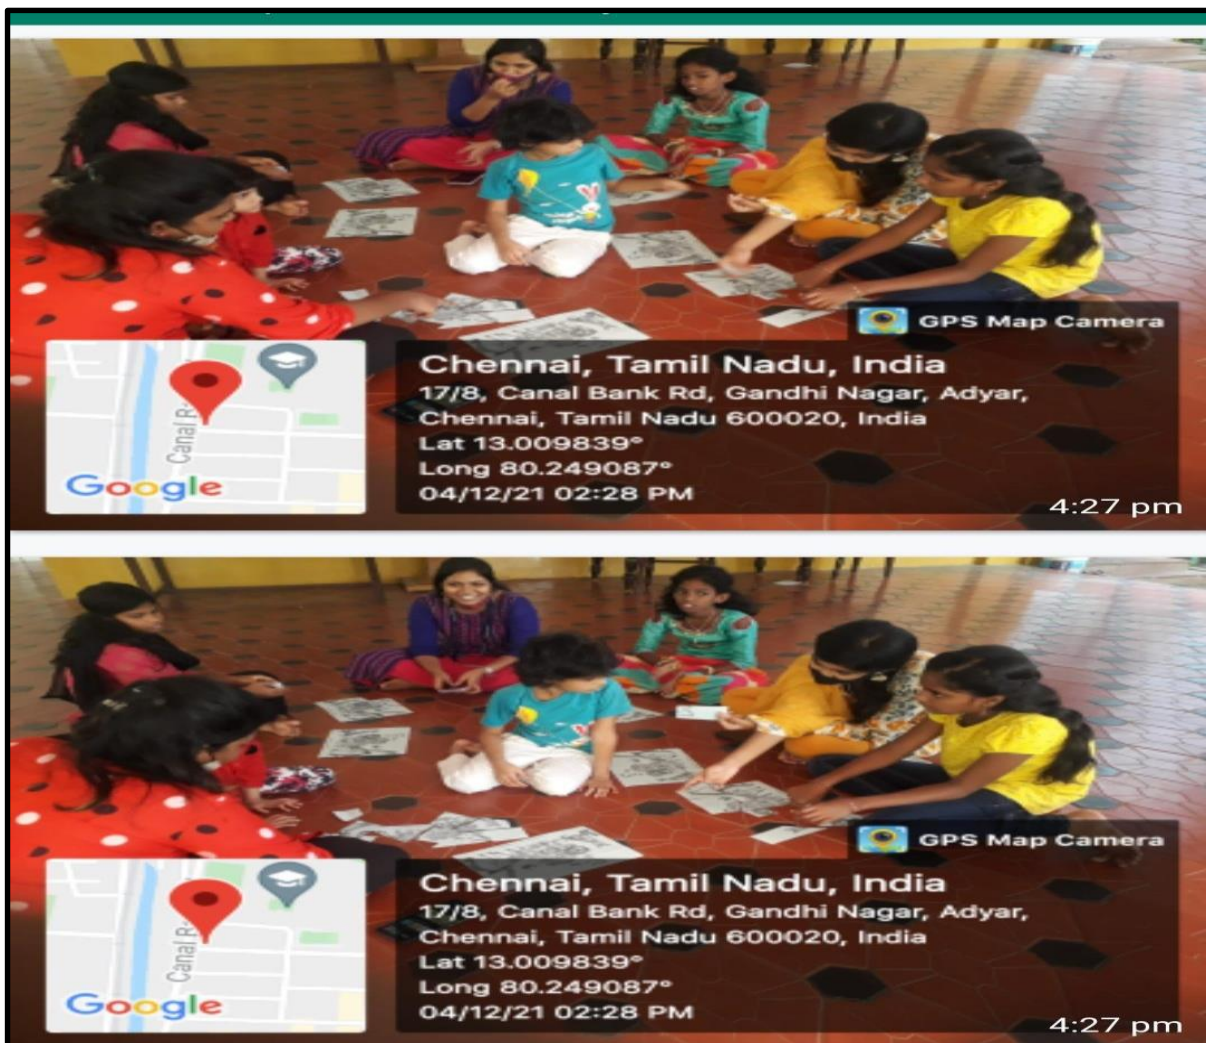 GPS Map Camera
Chennai, Tamil Nadu, India
17/8, Canal Bank Rd, Gandhi Nagar, Adyar,
Chennai, Tamil Nadu 600020, India
Lat 13.009839°
Long 80.249087°
04/12/21 02:28 PM
Canal R
Google
4:27 pm
GPS Map Camera
Chennai, Tamil Nadu, India
17/8, Canal Bank Rd, Gandhi Nagar, Adyar,
Chennai, Tamil Nadu 600020, India
Lat 13.009839°
Long 80.249087°
04/12/21 02:28 PM
Canal R
Google
4:27 pm